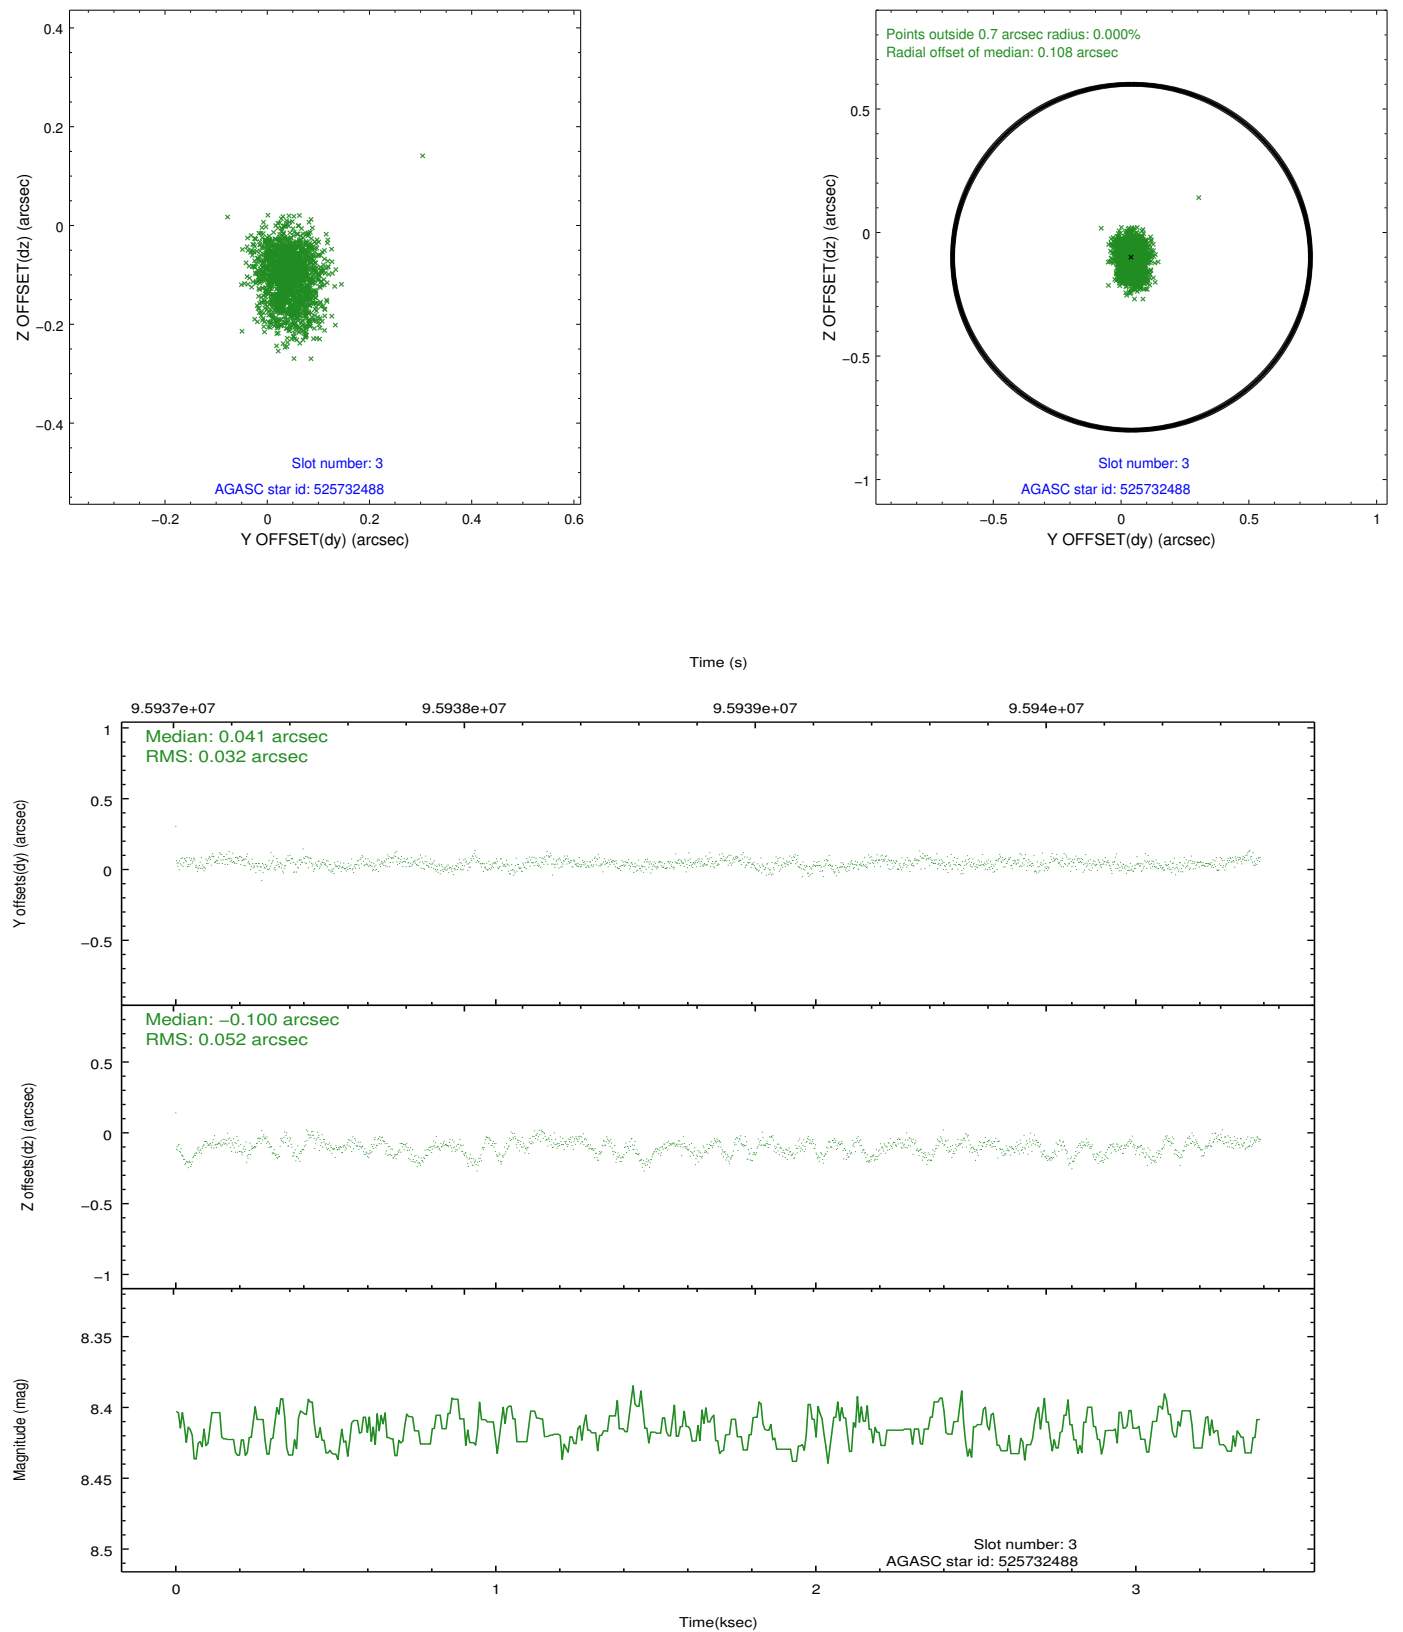 0.4
0.2
0
−0.2
−0.4
Z OFFSET(dz) (arcsec)
Slot number: 3
AGASC star id: 525732488
−0.2
0
0.2
0.4
0.6
Y OFFSET(dy) (arcsec)
Points outside 0.7 arcsec radius: 0.000%
Radial offset of median: 0.108 arcsec
0.5
0
−0.5
−1
Z OFFSET(dz) (arcsec)
Slot number: 3
AGASC star id: 525732488
−0.5
0
0.5
1
Y OFFSET(dy) (arcsec)
Time (s)
9.5937e+07
9.5938e+07
9.5939e+07
9.594e+07
Median: 0.041 arcsec
RMS: 0.032 arcsec
1
0.5
0
−0.5
Y offsets(dy) (arcsec)
Median: −0.100 arcsec
RMS: 0.052 arcsec
0.5
0
−0.5
−1
Z offsets(dz) (arcsec)
8.35
8.4
8.45
8.5
Magnitude (mag)
Slot number: 3
AGASC star id: 525732488
0
1
2
3
Time(ksec)